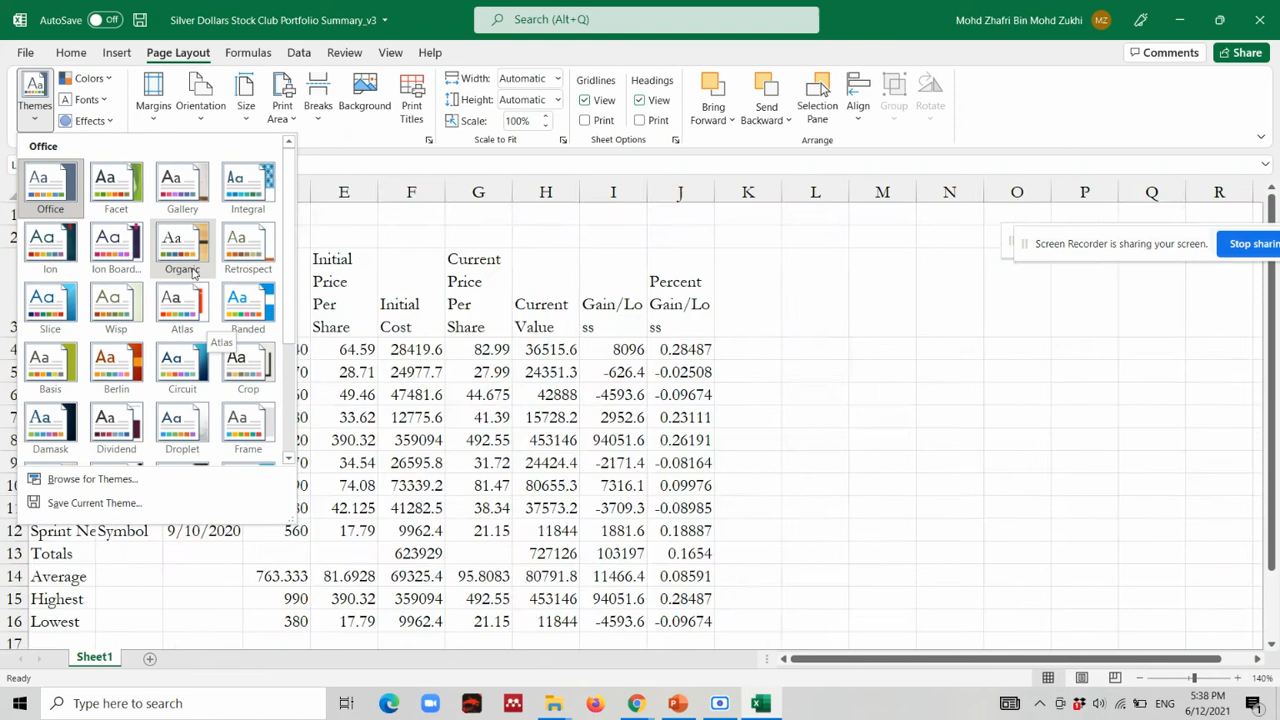 AutoSave Off Silver Dollars Stock Club Portfolio Summary_v3 Search (Alt+Q) Mohd Zhafri Bin Mohd Zukhi MZ
File Home Insert Page Layout Formulas Data Review View Help Comments Share
Themes Colors Fonts Effects Margins Orientation Size Print Area Breaks Background Print Titles
Width: Automatic
Height: Automatic
Scale: 100%
Gridlines Headings
View View
Print Print
Bring Forward Send Backward Selection Pane Align Group Rotate
Scale to Fit Sheet Options Arrange
Office
Office Facet Gallery Integral
Ion Ion Board... Organic Retrospect
Slice Wisp Atlas Banded
Atlas
Basis Berlin Circuit Crop
Damask Dividend Droplet Frame
Browse for Themes...
Save Current Theme...
E F G H I J K L M N O P Q R
Screen Recorder is sharing your screen. Stop sharin
Initial Price Per Share Initial Cost Current Price Per Share Current Value Gain/Lo ss Percent Gain/Lo ss
40 64.59 28419.6 82.99 36515.6 8096 0.28487
70 28.71 24977.7 27.99 24351.3 -626.4 -0.02508
60 49.46 47481.6 44.675 42888 -4593.6 -0.09674
33.62 12775.6 41.39 15728.2 2952.6 0.23111
20 390.32 359094 492.55 453146 94051.6 0.26191
34.54 26595.8 31.72 24424.4 -2171.4 -0.08164
90 74.08 73339.2 81.47 80655.3 7316.1 0.09976
42.125 41282.5 38.34 37573.2 -3709.3 -0.08985
12 Sprint Ne Symbol 9/10/2020 560 17.79 9962.4 21.15 11844 1881.6 0.18887
13 Totals 623929 727126 103197 0.1654
14 Average 763.333 81.6928 69325.4 95.8083 80791.8 11466.4 0.08591
15 Highest 990 390.32 359094 492.55 453146 94051.6 0.28487
16 Lowest 380 17.79 9962.4 21.15 11844 -4593.6 -0.09674
17
Sheet1
Ready 140%
Type here to search ENG 5:38 PM
6/12/2021